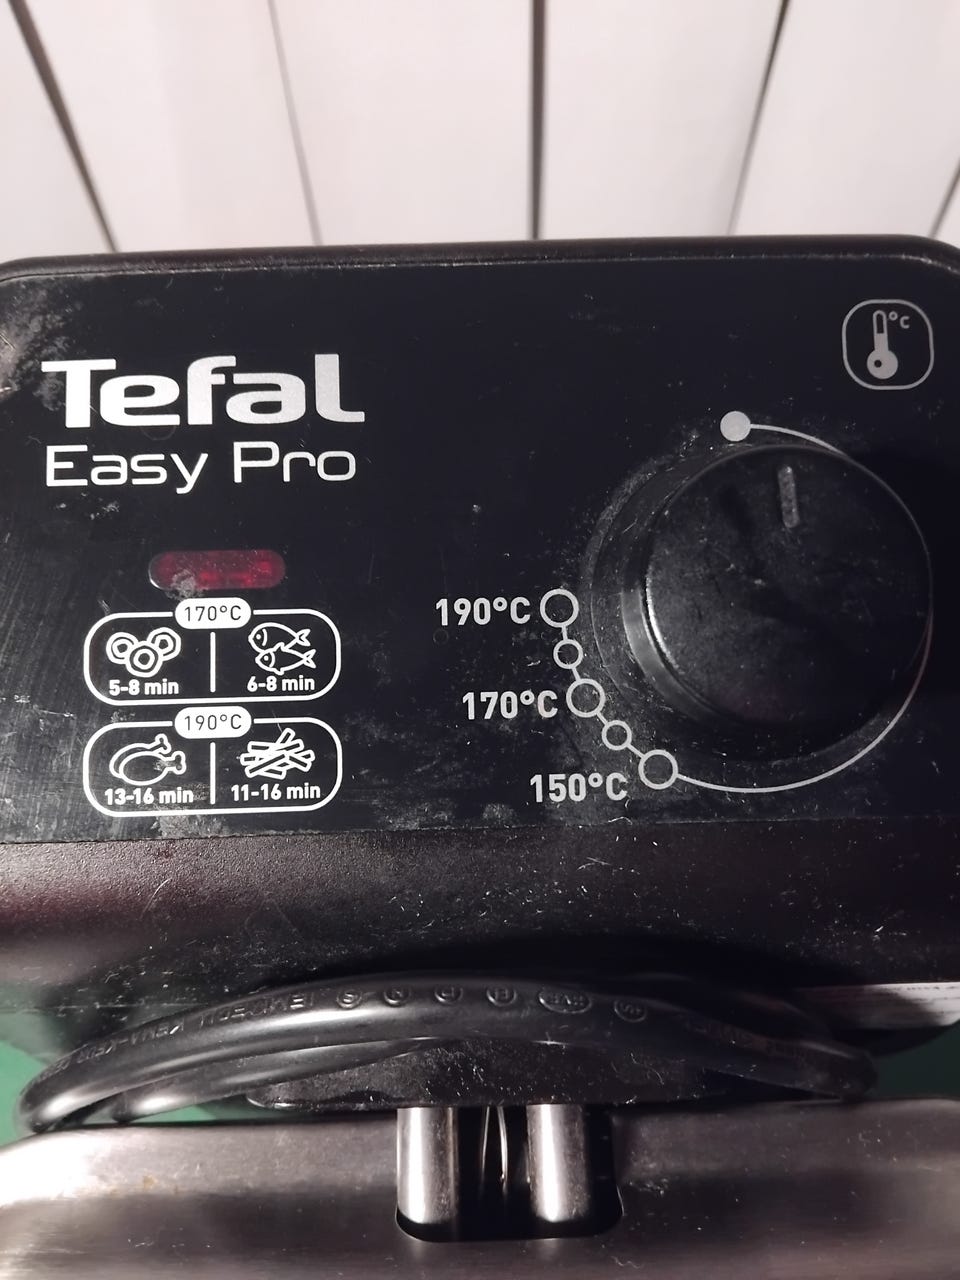 Tefal
Easy Pro
°C
170°C
5-8 min
6-8 min
190°C
13-16 min
11-16 min
190°C
170°C
150°C